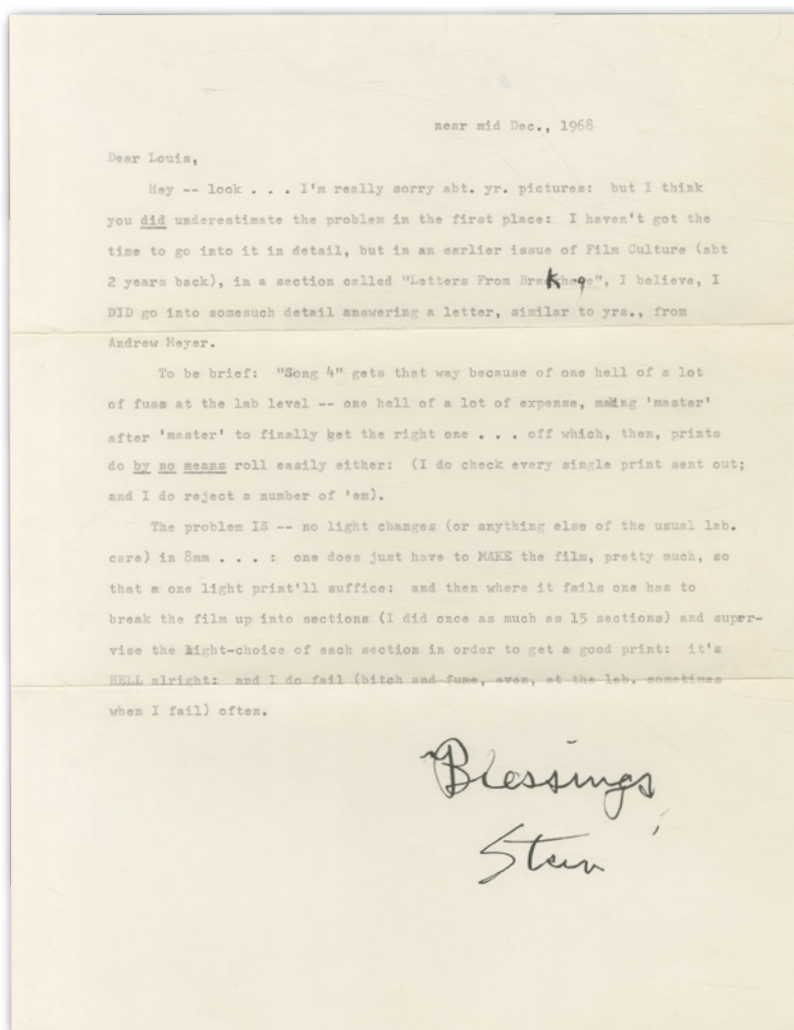 near mid Dec., 1968
Dear Louis,
Hey -- look . . . I'm really sorry abt. yr. pictures: but I think
you did underestimate the problem in the first place: I haven't got the
time to go into it in detail, but in an earlier issue of Film Culture (abt
2 years back), in a section called "Letters From Brakhage", I believe, I
DID go into somesuch detail answering a letter, similar to yrs., from
Andrew Meyer.
To be brief: "Song 4" gets that way because of one hell of a lot
of fuss at the lab level -- one hell of a lot of expense, making 'master'
after 'master' to finally get the right one . . . off which, then, prints
do by no means roll easily either: (I do check every single print sent out;
and I do reject a number of 'em).
The problem IS -- no light changes (or anything else of the usual lab.
care) in 8mm . . . : one does just have to MAKE the film, pretty much, so
that a one light print'll suffice: and then where it fails one has to
break the film up into sections (I did once as much as 15 sections) and super-
vise the light-choice of each section in order to get a good print: it's
HELL alright: and I do fail (bitch and fume, even, at the lab. sometimes
when I fail) often.
Blessings,
Stan